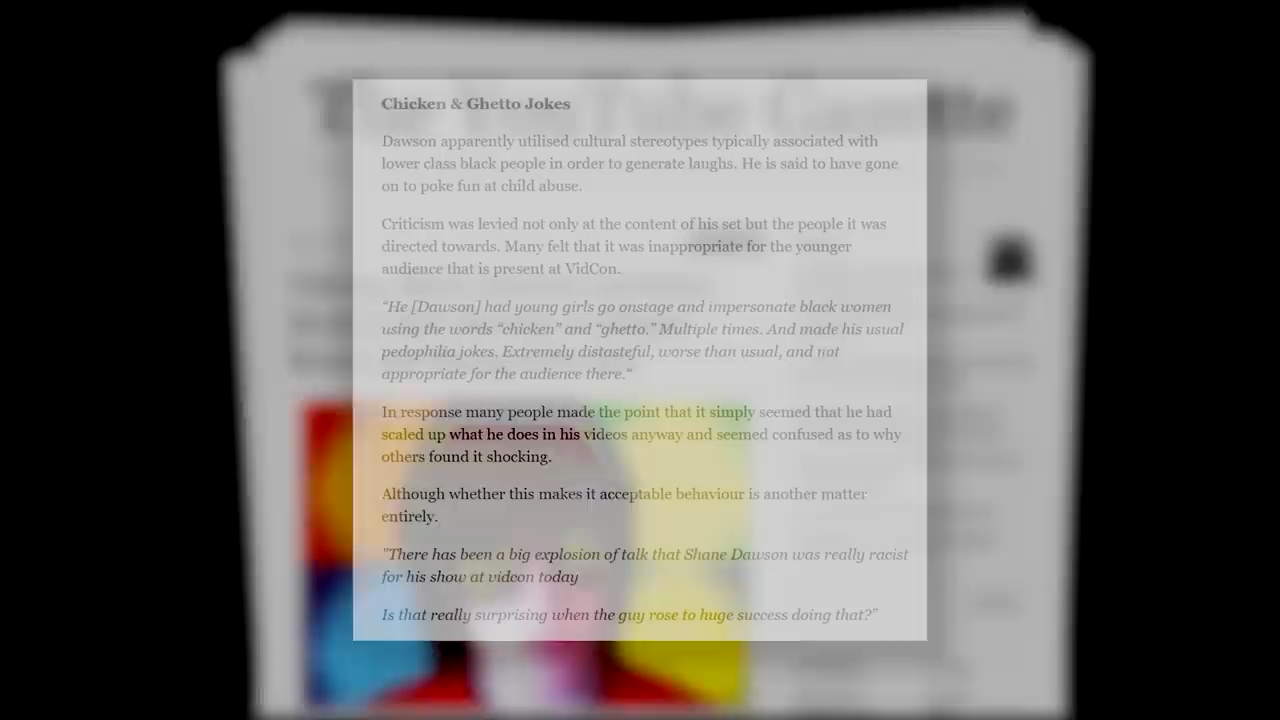 Chicken & Ghetto Jokes
Dawson apparently utilised cultural stereotypes typically associated with
lower class black people in order to generate laughs. He is said to have gone
on to poke fun at child abuse.
Criticism was levied not only at the content of his set but the people it was
directed towards. Many felt that it was inappropriate for the younger
audience that is present at VidCon.
“He [Dawson] had young girls go onstage and impersonate black women
using the words “chicken” and “ghetto.” Multiple times. And made his usual
pedophilia jokes. Extremely distasteful, worse than usual, and not
appropriate for the audience there.“
In response many people made the point that it simply seemed that he had
scaled up what he does in his videos anyway and seemed confused as to why
others found it shocking.
Although whether this makes it acceptable behaviour is another matter
entirely.
"There has been a big explosion of talk that Shane Dawson was really racist
for his show at vidcon today
Is that really surprising when the guy rose to huge success doing that?”